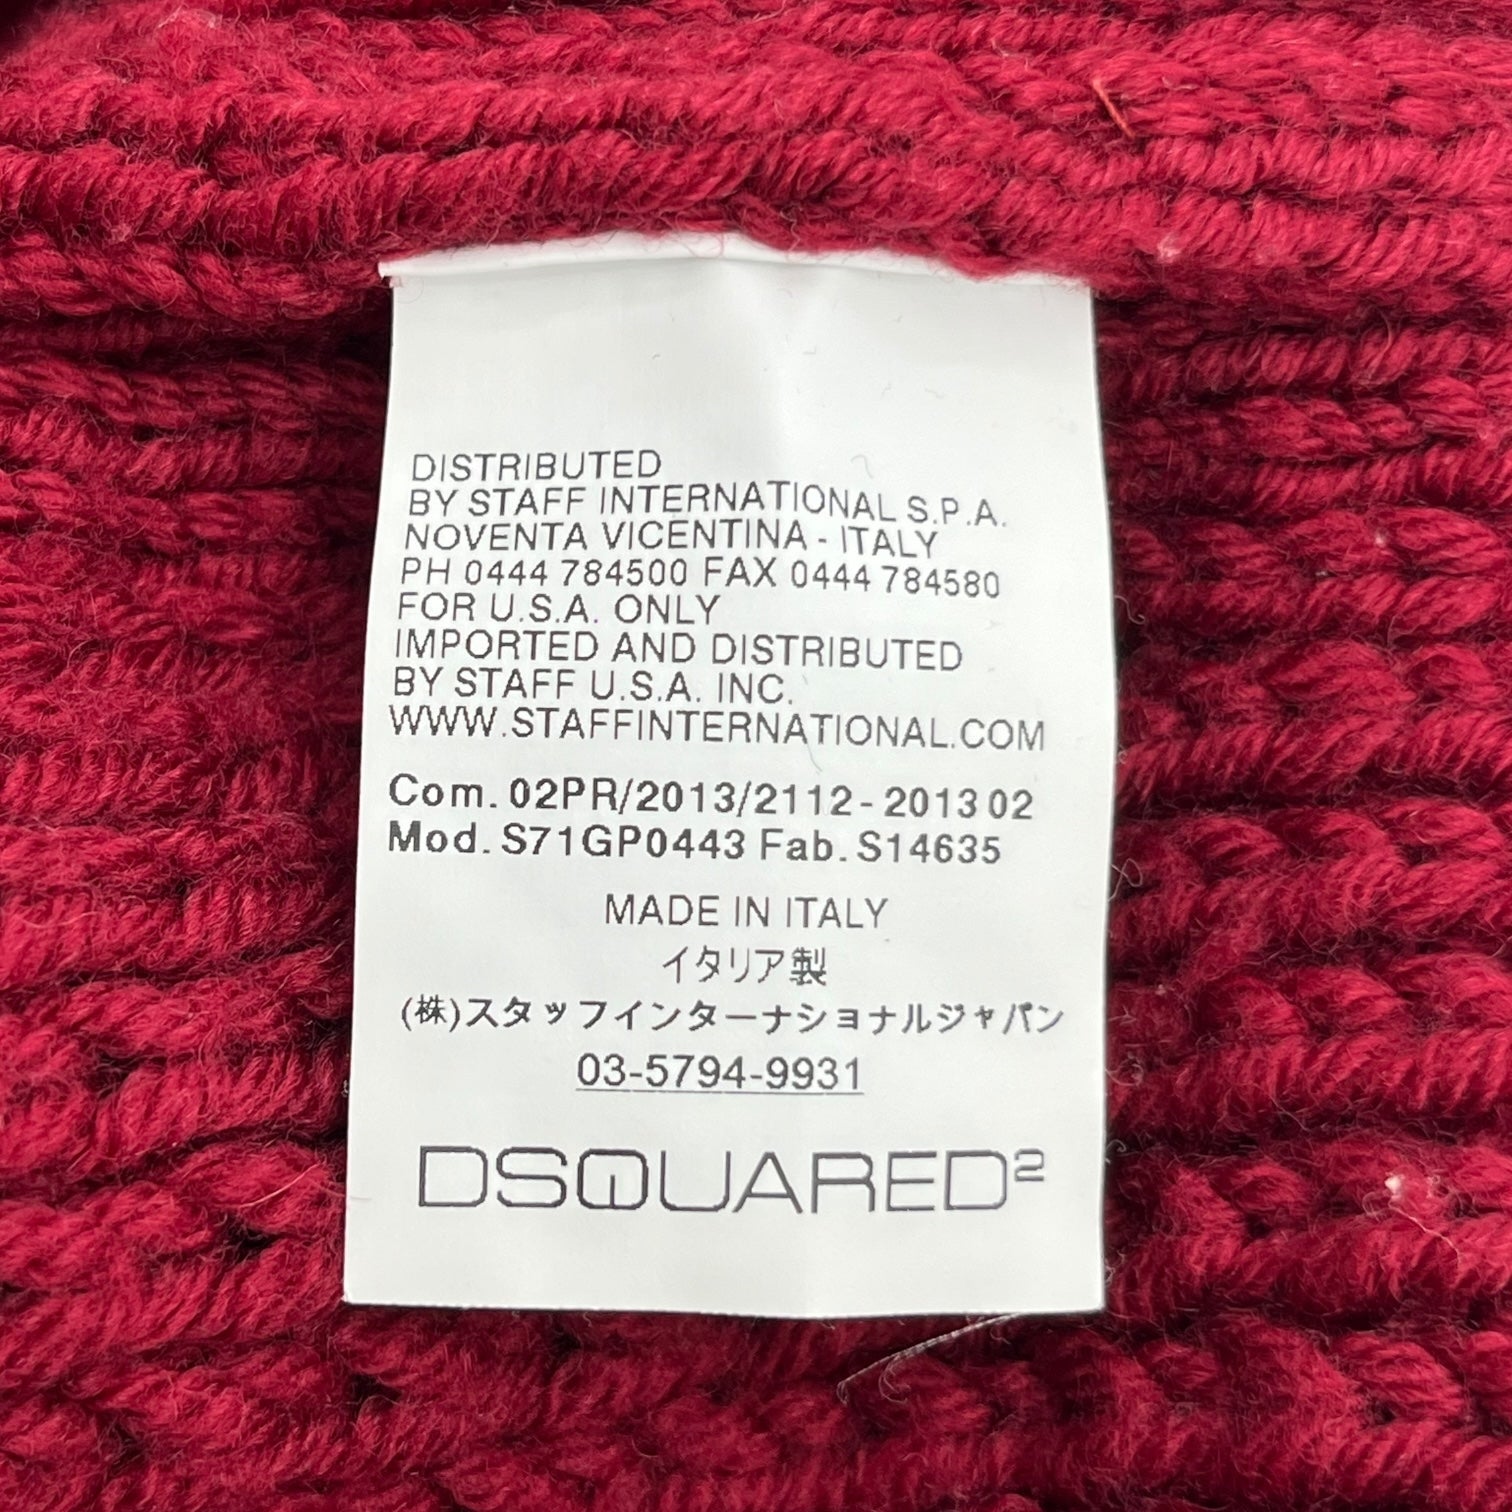 DISTRIBUTED
BY STAFF INTERNATIONAL S.P.A.
NOVENTA VICENTINA - ITALY
PH 0444 784500 FAX 0444 784580
FOR U.S.A. ONLY
IMPORTED AND DISTRIBUTED
BY STAFF U.S.A. INC.
WWW.STAFFINTERNATIONAL.COM
Com. 02PR/2013/2112-2013 02
Mod. S71GP0443 Fab. S14635
MADE IN ITALY
イタリア製
(株)スタッフインターナショナルジャパン
03-5794-9931
DSQUARED²